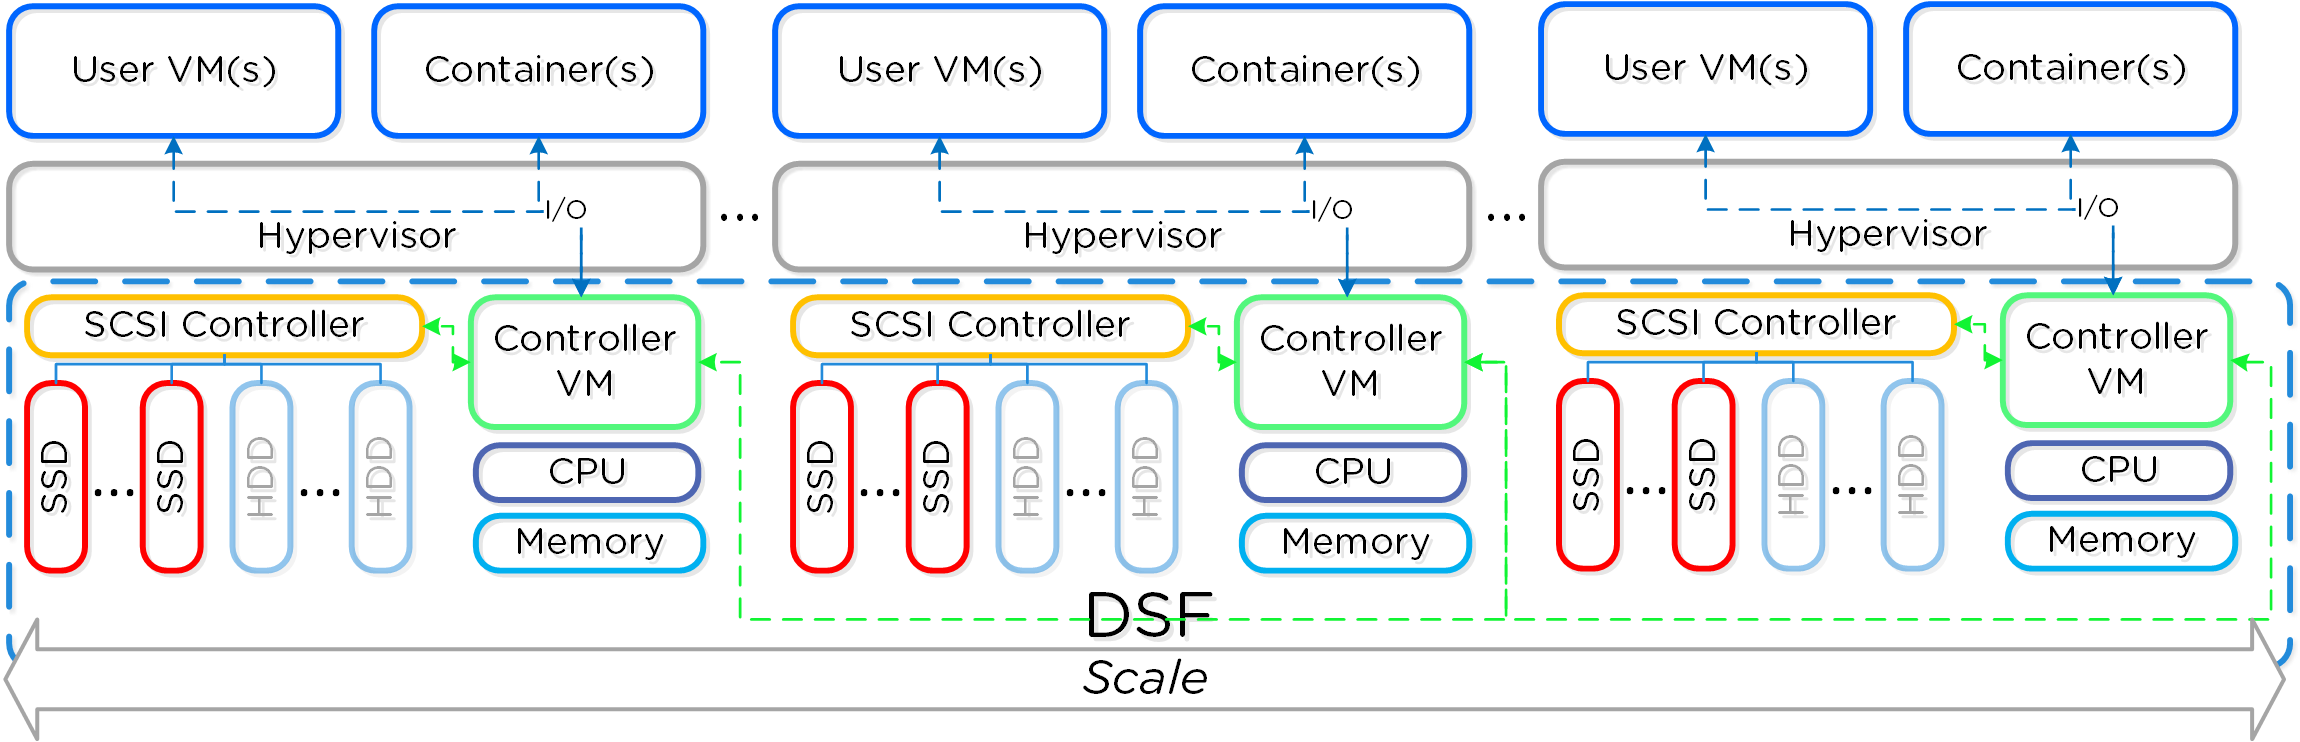 User VM(s) Container(s) User VM(s) Container(s) User VM(s) Container(s)
I/O I/O I/O
Hypervisor ... Hypervisor ... Hypervisor
SCSI Controller Controller VM SCSI Controller Controller VM SCSI Controller Controller VM
SSD ... SSD HDD ... HDD CPU SSD ... SSD HDD ... HDD CPU SSD ... SSD HDD ... HDD CPU
Memory Memory Memory
DSF
Scale